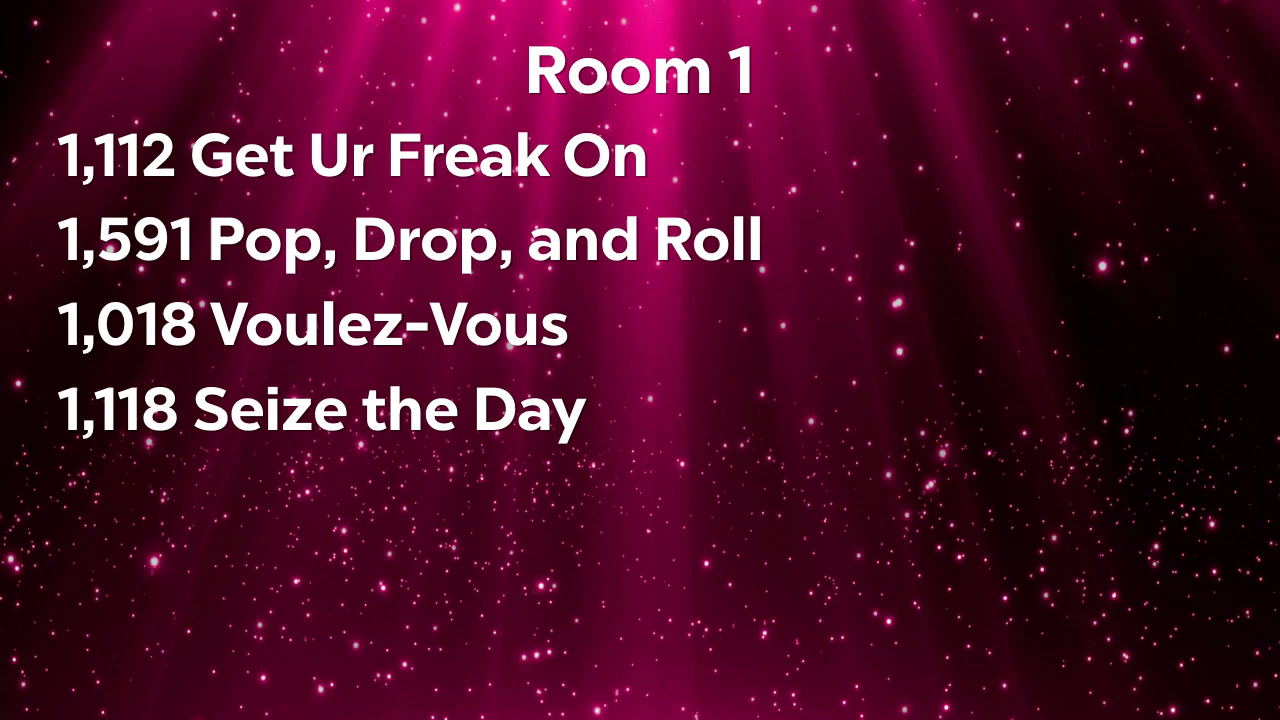 Room 1
1,112 Get Ur Freak On
1,591 Pop, Drop, and Roll
1,018 Voulez-Vous
1,118 Seize the Day